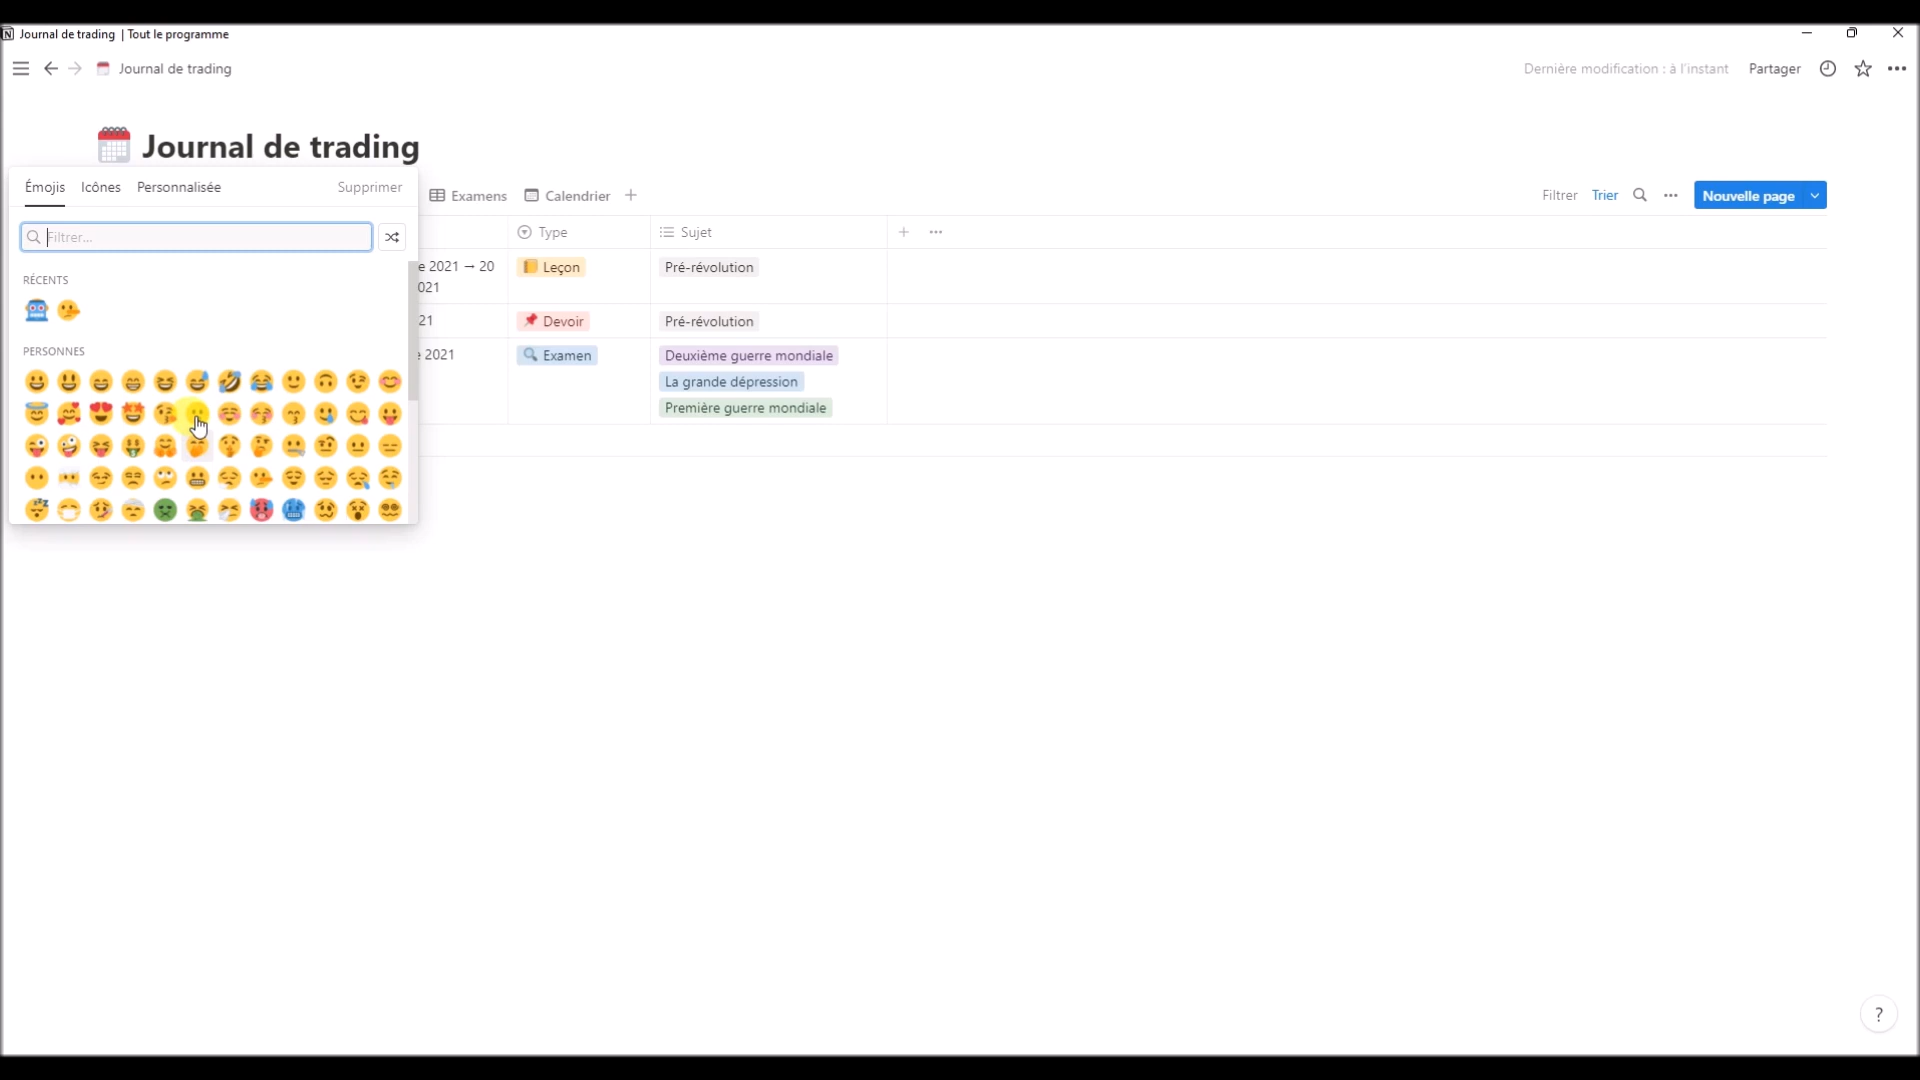 Journal de trading | Tout le programme
Journal de trading
Dernière modification : à l'instant Partager
Journal de trading
Émojis Icônes Personnalisée Supprimer
Examens Calendrier
Filtrer Trier Nouvelle page
Filtrer...
Type Sujet
RÉCENTS
e 2021 → 20
021
Leçon Pré-révolution
21 Devoir Pré-révolution
PERSONNES
e 2021 Examen Deuxième guerre mondiale
La grande dépression
Première guerre mondiale
?